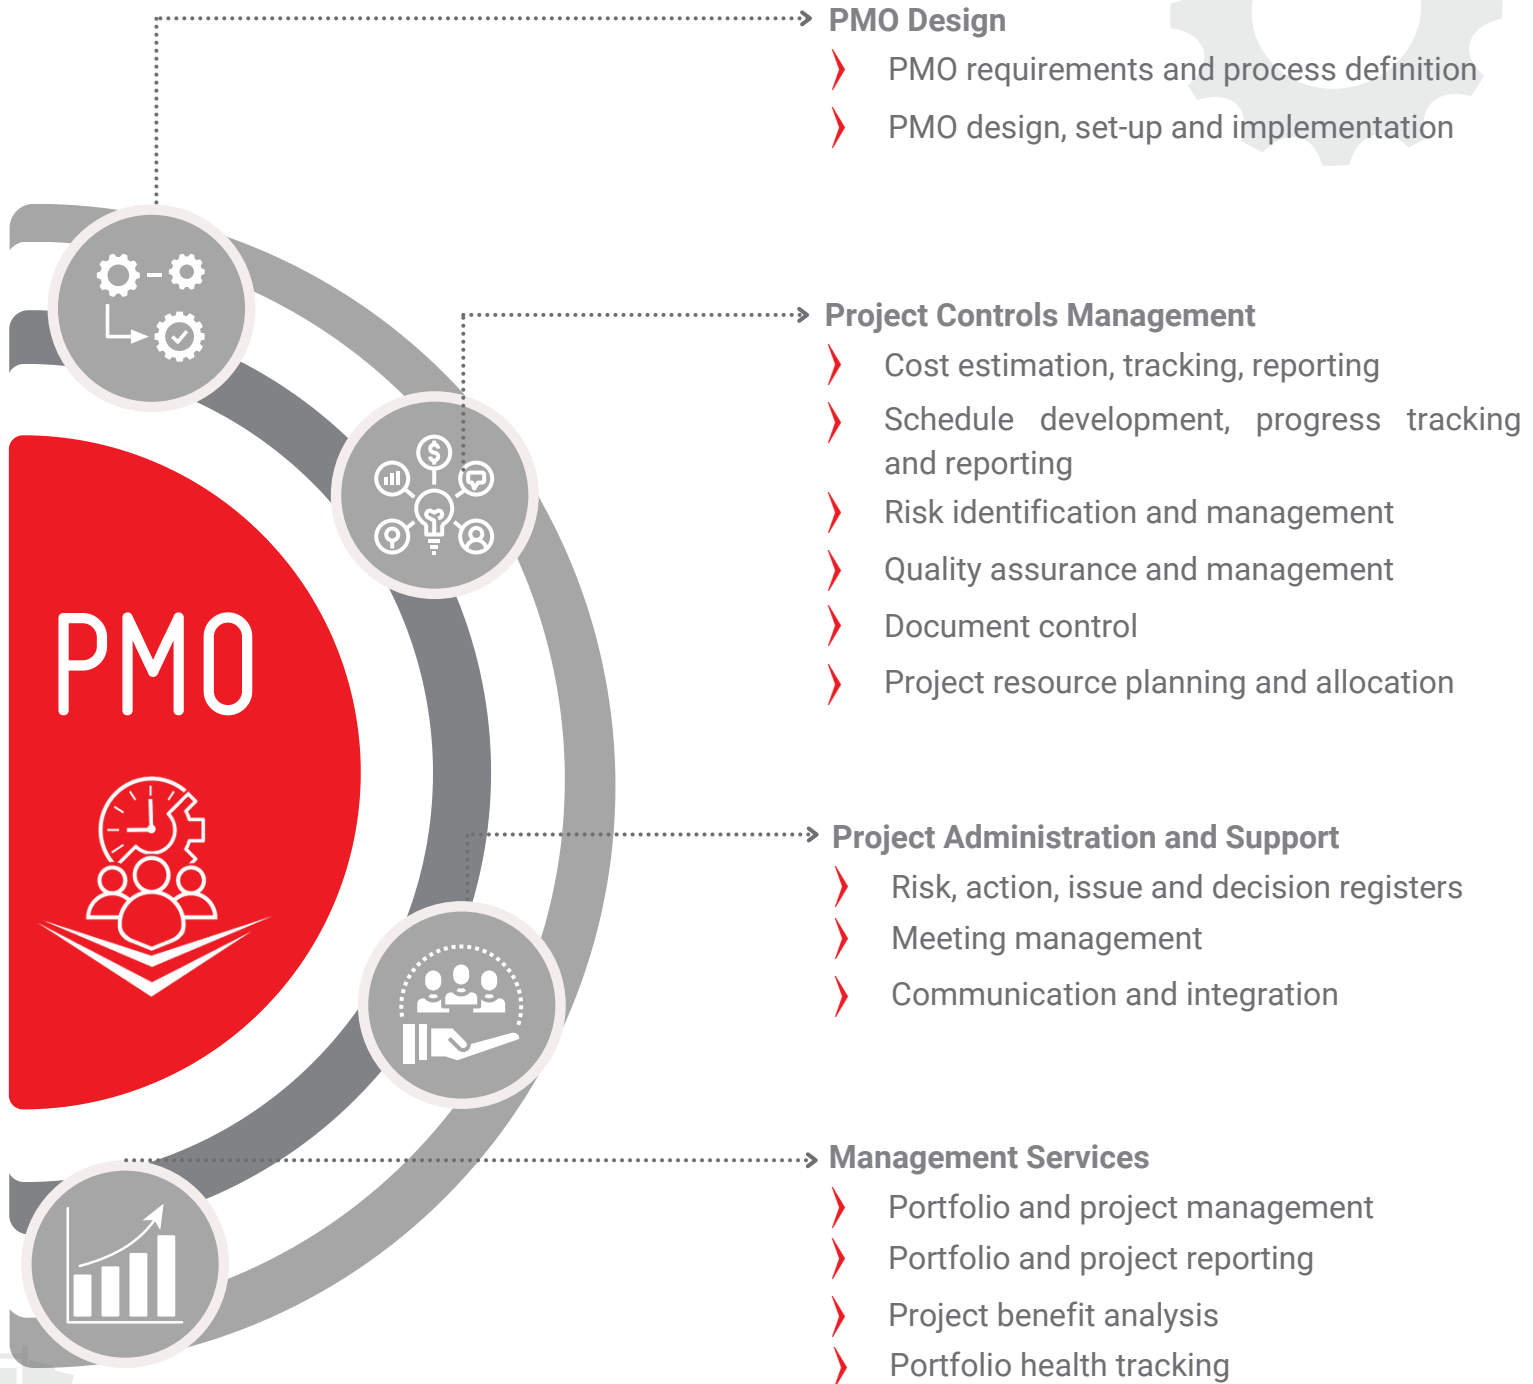 PMO Design
PMO requirements and process definition
PMO design, set-up and implementation
Project Controls Management
Cost estimation, tracking, reporting
Schedule development, progress tracking
and reporting
Risk identification and management
Quality assurance and management
Document control
Project resource planning and allocation
PMO
Project Administration and Support
Risk, action, issue and decision registers
Meeting management
Communication and integration
Management Services
Portfolio and project management
Portfolio and project reporting
Project benefit analysis
Portfolio health tracking